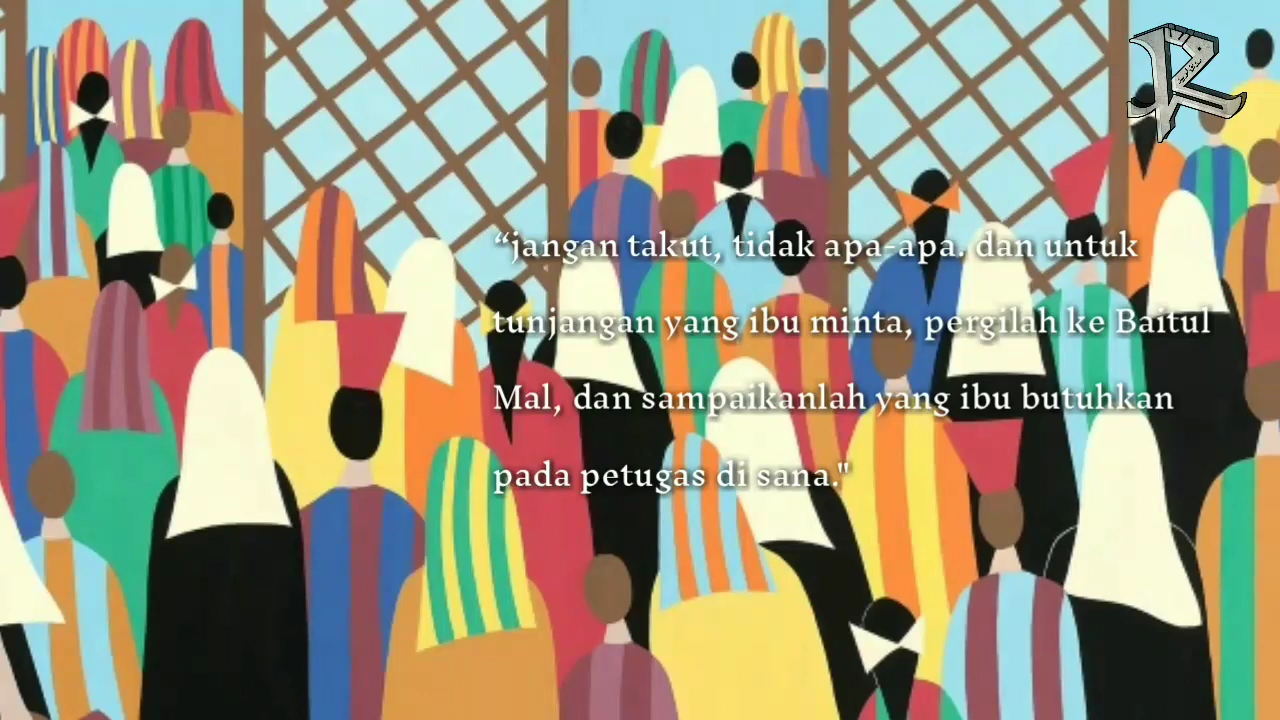 “jangan takut, tidak apa-apa. dan untuk
tunjangan yang ibu minta, pergilah ke Baitul
Mal, dan sampaikanlah yang ibu butuhkan
pada petugas di sana."